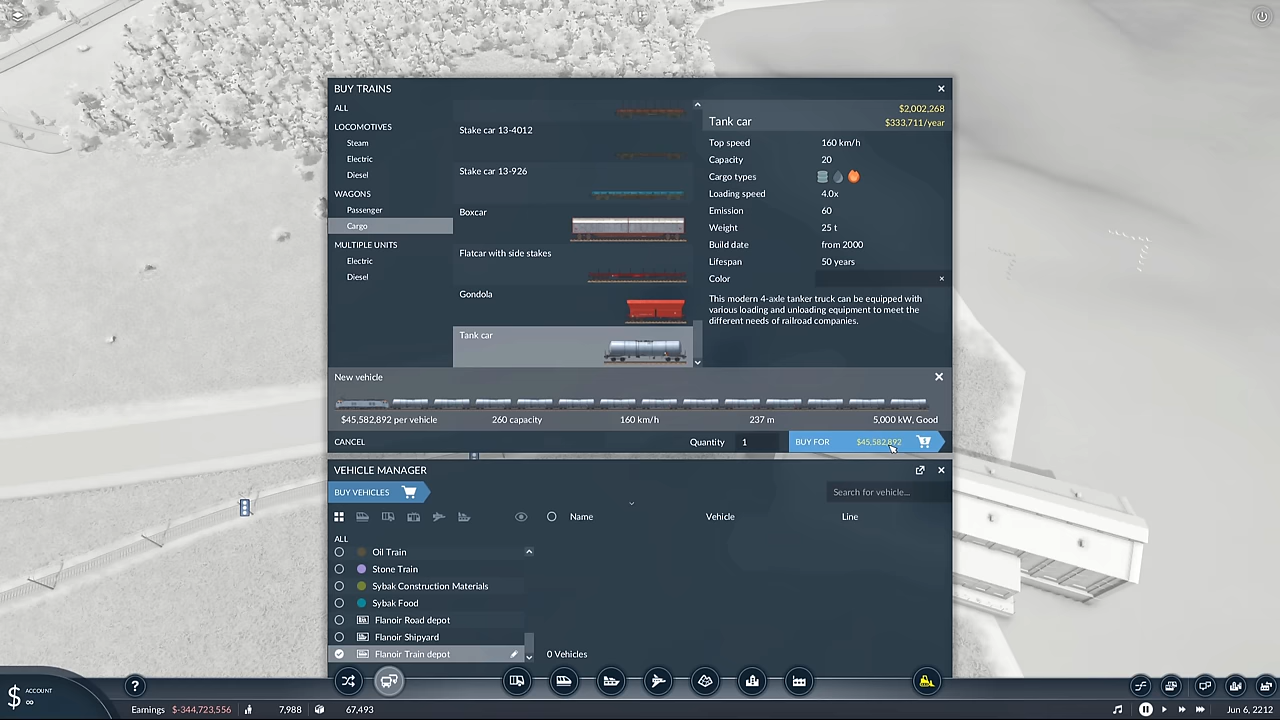 BUY TRAINS
ALL
LOCOMOTIVES
Steam
Electric
Diesel
WAGONS
Passenger
Cargo
MULTIPLE UNITS
Electric
Diesel
Stake car 13-4012
Stake car 13-926
Boxcar
Flatcar with side stakes
Gondola
Tank car
$2,002,268
Tank car
$333,711/year
Top speed 160 km/h
Capacity 20
Cargo types
Loading speed 4.0x
Emission 60
Weight 25 t
Build date from 2000
Lifespan 50 years
Color
This modern 4-axle tanker truck can be equipped with
various loading and unloading equipment to meet the
different needs of railroad companies.
New vehicle
$45,582,892 per vehicle 260 capacity 160 km/h 237 m 5,000 kW, Good
CANCEL Quantity 1 BUY FOR $45,582,892
VEHICLE MANAGER
BUY VEHICLES Search for vehicle...
Name Vehicle Line
ALL
Oil Train
Stone Train
Sybak Construction Materials
Sybak Food
Flanoir Road depot
Flanoir Shipyard
Flanoir Train depot 0 Vehicles
$ ACCOUNT
∞
?
Earnings $-344,723,556 7,988 67,493 Jun 6, 2212